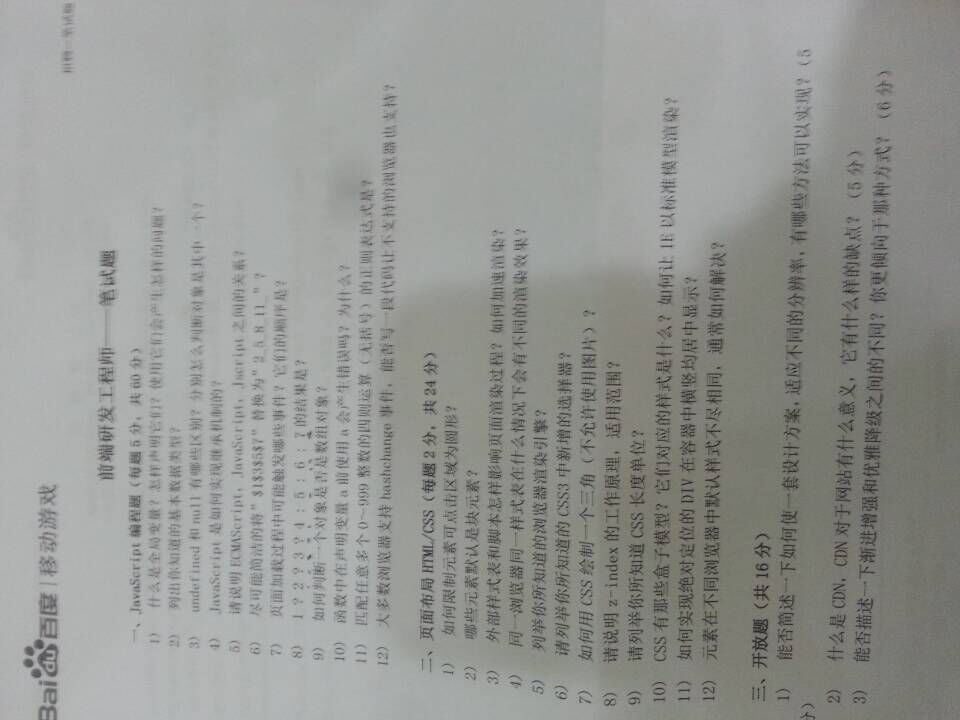 Baidu百度 | 移动游戏
前端研发工程师——笔试题
一、JavaScript 编程题（每题 5 分，共 60 分）
1) 什么是全局变量？怎样声明它们？使用它们会产生怎样的问题？
2) 列出你知道的基本数据类型？
3) undefined 和 null 有哪些区别？分别怎么判断对象是其中一个？
4) JavaScript 是如何实现继承机制的？
5) 请说明 ECMAScript, JavaScript, Jscript 之间的关系？
6) 尽可能简洁的将" $1$3$5$7" 替换为" 2_5_8_11_"？
7) 页面加载过程中可能触发哪些事件？它们的顺序是？
8) 1 ? 2 ? 3 ? 4 : 5 : 6 : 7 的结果是？
9) 如何判断一个对象是否是数组对象？
10) 函数中在声明变量 a 前使用 a 会产生错误吗？为什么？
11) 匹配任意多个 0~999 整数的四则运算（无括号）的正则表达式是？
12) 大多数浏览器支持 hashchange 事件，能否写一段代码让不支持的浏览器也支持？
二、页面布局 HTML/CSS（每题 2 分，共 24 分）
1) 如何限制元素可点击区域为圆形？
2) 哪些元素默认是块元素？
3) 外部样式表和脚本怎样影响页面渲染过程？如何加速渲染？
4) 同一浏览器同一样式表在什么情况下会有不同的渲染效果？
5) 列举你所知道的浏览器渲染引擎？
6) 请列举你所知道的 CSS3 中新增的选择器？
7) 如何用 CSS 绘制一个三角（不允许使用图片）？
8) 请说明 z-index 的工作原理，适用范围？
9) 请列举你所知道 CSS 长度单位？
10) CSS 有那些盒子模型？它们对应的样式是什么？如何让 IE 以标准模型渲染？
11) 如何实现绝对定位的 DIV 在容器中横竖均居中显示？
12) 元素在不同浏览器中默认样式不尽相同，通常如何解决？
三、开放题（共 16 分）
1) 能否简述一下如何使一套设计方案，适应不同的分辨率，有哪些方法可以实现？（5
分）
2) 什么是 CDN, CDN 对于网站有什么意义，它有什么样的缺点？（5 分）
3) 能否描述一下渐进增强和优雅降级之间的不同？你更倾向于那种方式？（6 分）